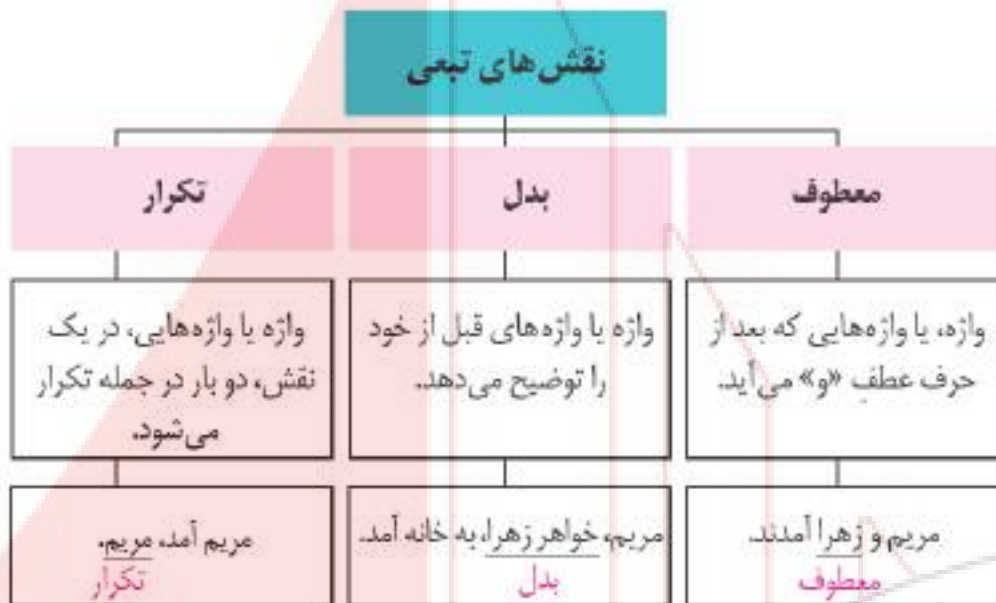 نقش‌های تبعی
معطوف
بدل
تکرار
واژه، یا واژه‌هایی که بعد از
حرف عطف «و» می‌آید.
واژه یا واژه‌های قبل از خود
را توضیح می‌دهد.
واژه یا واژه‌هایی، در یک
نقش، دو بار در جمله تکرار
می‌شود.
مریم و زهرا آمدند.
معطوف
مریم، خواهر زهرا، به خانه آمد.
بدل
مریم آمد، مریم.
تکرار